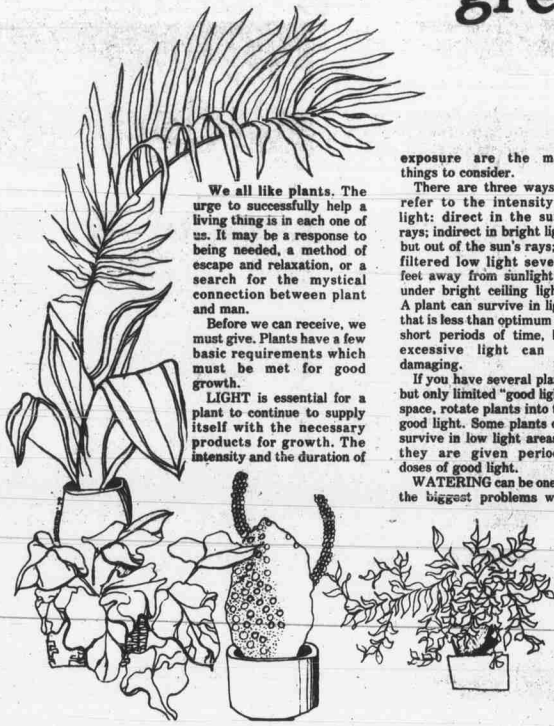 gre
We all like plants. The
urge to successfully help a
living thing is in each one of
us. It may be a response to
being needed, a method of
escape and relaxation, or a
search for the mystical
connection between plant
and man.
Before we can receive, we
must give. Plants have a few
basic requirements which
must be met for good
growth.
LIGHT is essential for a
plant to continue to supply
itself with the necessary
products for growth. The
intensity and the duration of
exposure are the m
things to consider.
There are three ways
refer to the intensity
light: direct in the su
rays; indirect in bright lig
but out of the sun's rays;
filtered low light seve
feet away from sunlight
under bright ceiling ligh
A plant can survive in lig
that is less than optimum
short periods of time, 
excessive light can
damaging.
If you have several pla
but only limited "good ligh
space, rotate plants into
good light. Some plants
survive in low light areas
they are given period
doses of good light.
WATERING can be one
the biggest problems w